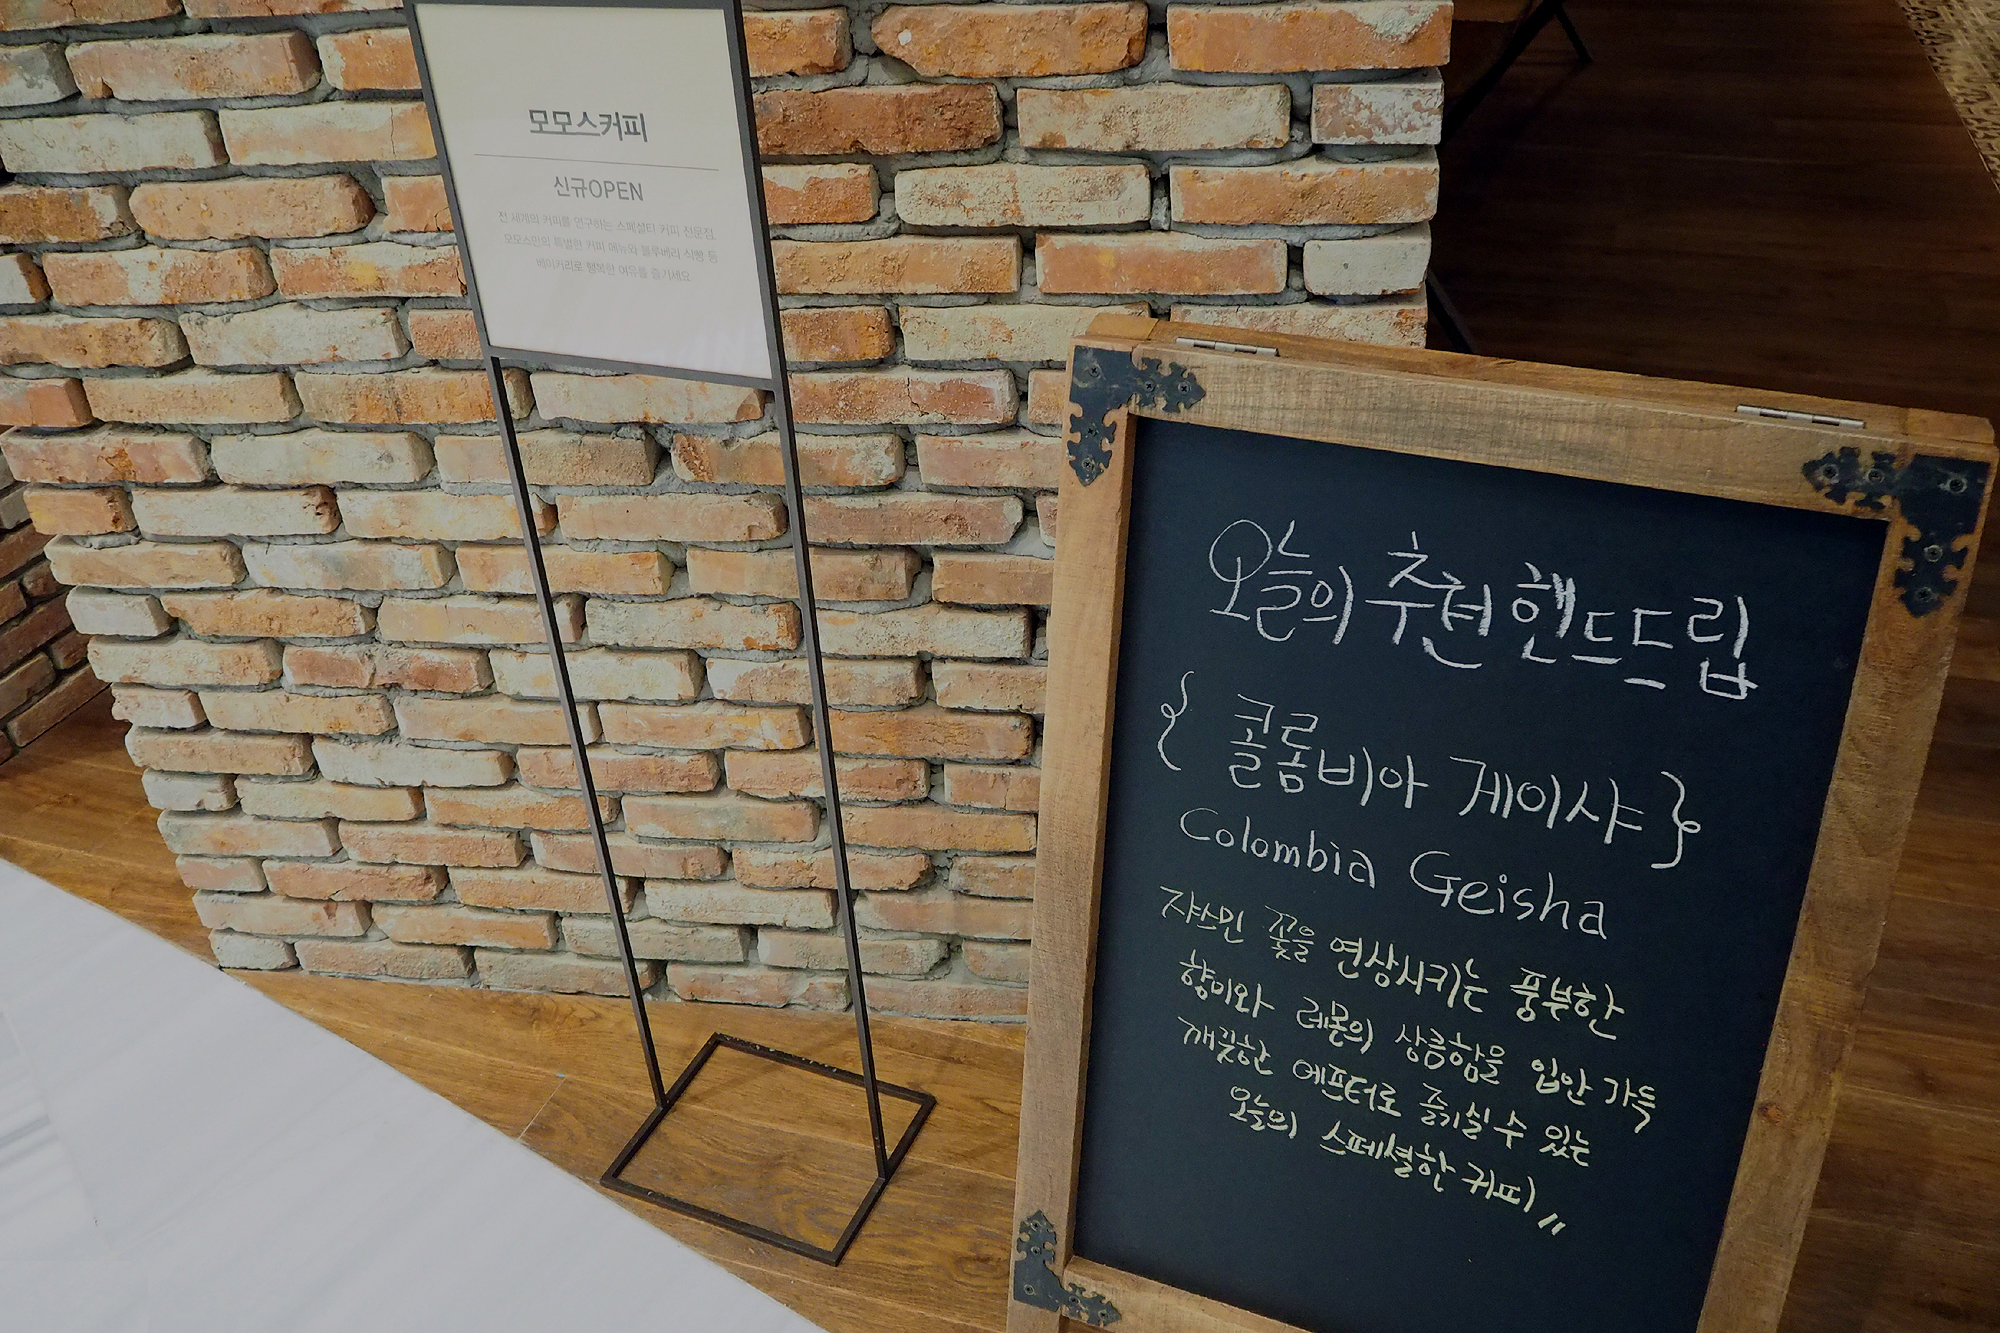 모모스커피
신규OPEN
전 세계의 커피를 연구하는 스페셜티 커피 전문점.
모모스만의 특별한 커피 메뉴와 블루베리 식빵 등
베이커리로 행복한 여유를 즐기세요
오늘의 추천 핸드드립
{ 콜롬비아 게이샤 }
Colombia Geisha
쟈스민 꽃을 연상시키는 풍부한
향미와 레몬의 상큼함을 입안 가득
깨끗한 에프터로 즐기실 수 있는
오늘의 스페셜한 커피 〃